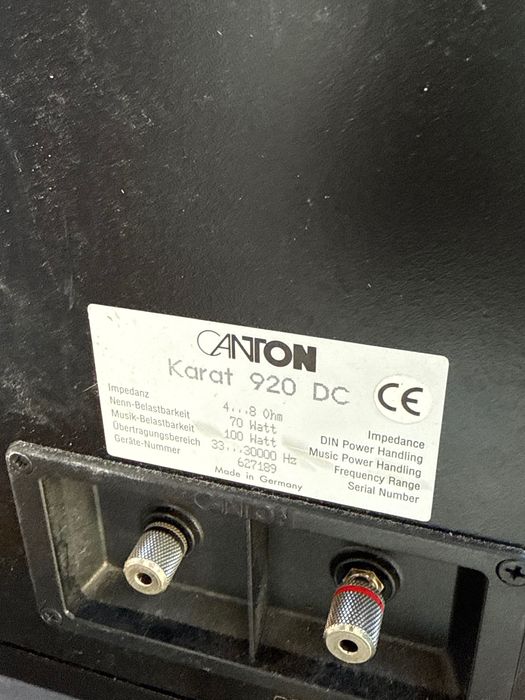 CANTON
Karat 920 DC
CE
Impedanz 4...8 Ohm Impedance
Nenn-Belastbarkeit 70 Watt DIN Power Handling
Musik-Belastbarkeit 100 Watt Music Power Handling
Übertragungsbereich 33...30000 Hz Frequency Range
Geräte-Nummer 627189 Serial Number
Made in Germany
CANTON